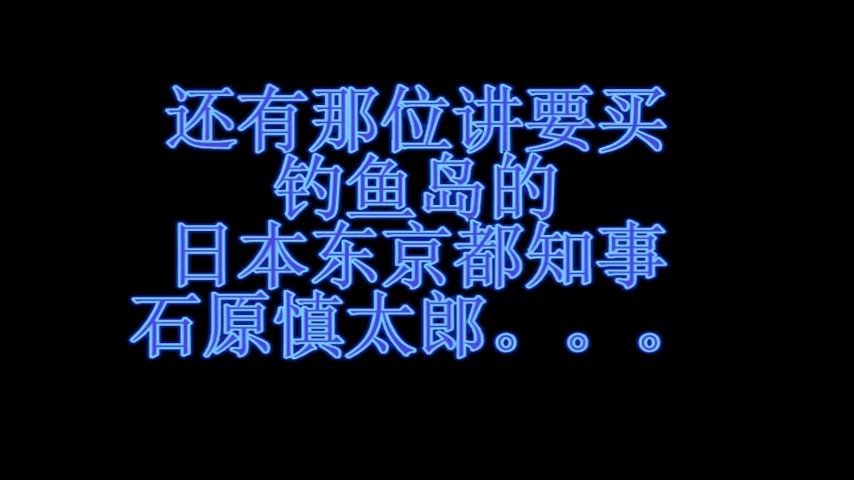 还有那位讲要买
钓鱼岛的
日本东京都知事
石原慎太郎。。。